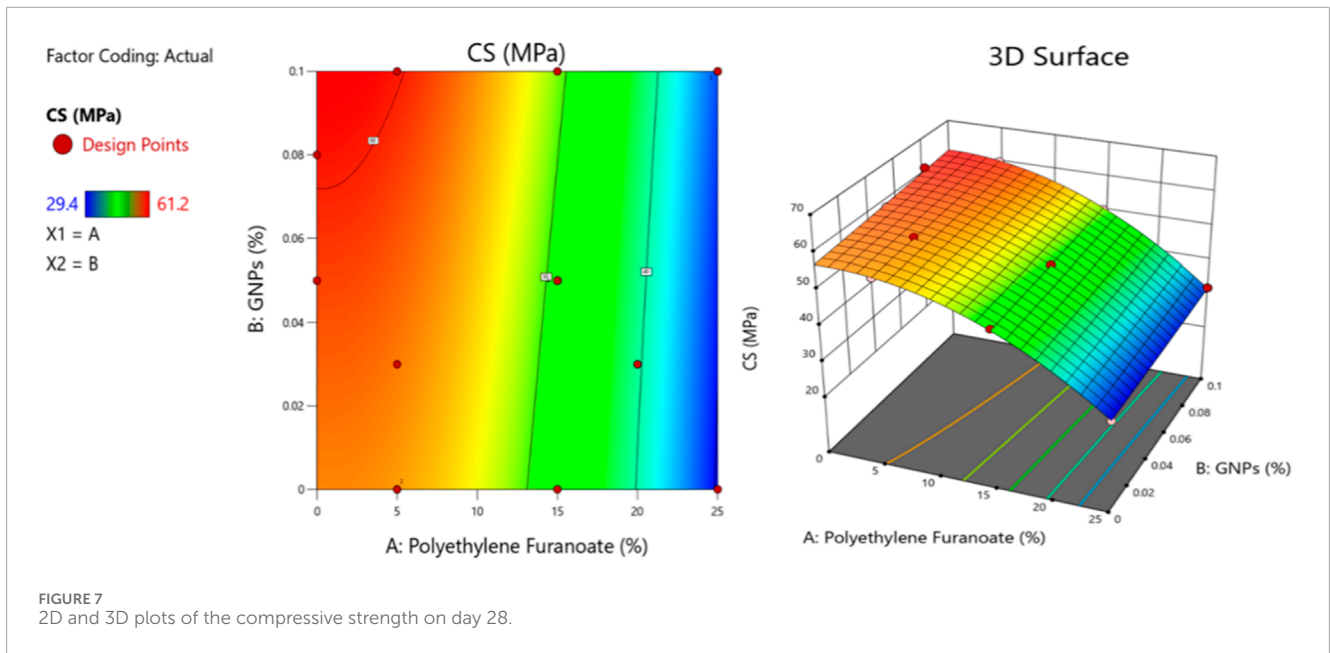 Factor Coding: Actual
CS (MPa)
Design Points
29.4 61.2
X1 = A
X2 = B
CS (MPa)
0.1
0.08
0.06
0.04
0.02
0
B: GNPs (%)
60
50
40
2
0 5 10 15 20 25
A: Polyethylene Furanoate (%)
3D Surface
70
60
50
40
30
20
CS (MPa)
0 5 10 15 20 25
A: Polyethylene Furanoate (%)
0 0.02 0.04 0.06 0.08 0.1
B: GNPs (%)
FIGURE 7
2D and 3D plots of the compressive strength on day 28.